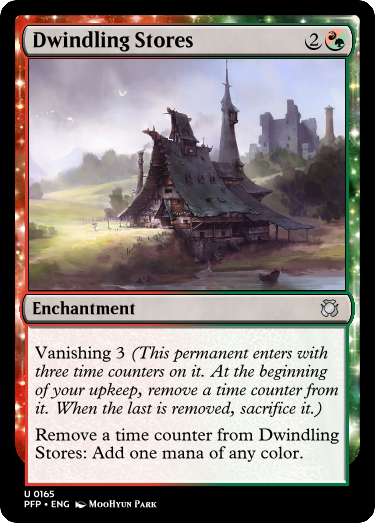 Dwindling Stores 2
Enchantment
Vanishing 3 (This permanent enters with
three time counters on it. At the beginning
of your upkeep, remove a time counter from
it. When the last is removed, sacrifice it.)
Remove a time counter from Dwindling
Stores: Add one mana of any color.
U 0165
PFP • ENG MooHyun Park